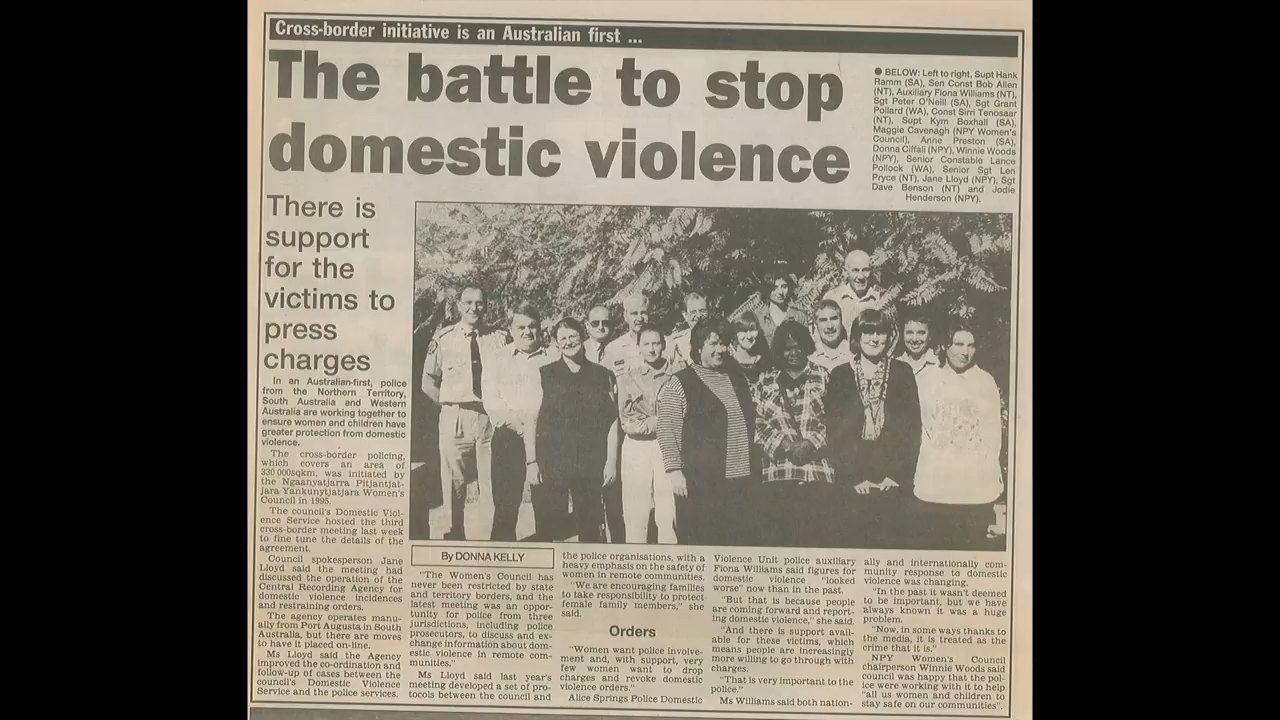 Cross-border initiative is an Australian first ...
The battle to stop
domestic violence
● BELOW: Left to right, Supt Hank
Ramm (SA), Sen Const Bob Allen
(NT), Auxiliary Fiona Williams (NT),
Sgt Peter O'Neill (SA), Sgt Grant
Pollard (WA), Const Sirri Tenosaar
(NT), Supt Kym Boxhall (SA),
Maggie Cavenagh (NPY Women's
Council), Anne Preston (SA),
Donna Ciffali (NPY), Winnie Woods
(NPY), Senior Constable Lance
Pollock (WA), Senior Sgt Len
Pryce (NT), Jane Lloyd (NPY), Sgt
Dave Benson (NT) and Jodie
Henderson (NPY).
There is
support
for the
victims to
press
charges
In an Australian-first, police
from the Northern Territory,
South Australia and Western
Australia are working together to
ensure women and children have
greater protection from domestic
violence.
The cross-border policing,
which covers an area of
330 000sqkm, was initiated by
the Ngaanyatjarra Pitjantjat-
jara Yankunytjatjara Women's
Council in 1995.
The council's Domestic Viol-
ence Service hosted the third
cross-border meeting last week
to fine tune the details of the
agreement.
Council spokesperson Jane
Lloyd said the meeting had
discussed the operation of the
Central Recording Agency for
domestic violence incidences
and restraining orders.
The agency operates manu-
ally from Port Augusta in South
Australia, but there are moves
to have it placed on-line.
Ms Lloyd said the Agency
improved the co-ordination and
follow-up of cases between the
council's Domestic Violence
Service and the police services.
By DONNA KELLY
"The Women's Council has
never been restricted by state
and territory borders, and the
latest meeting was an oppor-
tunity for police from three
jurisdictions, including police
prosecutors, to discuss and ex-
change information about dom-
estic violence in remote com-
munities."
Ms Lloyd said last year's
meeting developed a set of pro-
tocols between the council and
the police organisations, with a
heavy emphasis on the safety of
women in remote communities.
"We are encouraging families
to take responsibility to protect
female family members," she
said.
Orders
"Women want police involve-
ment and, with support, very
few women want to drop
charges and revoke domestic
violence orders."
Alice Springs Police Domestic
Violence Unit police auxiliary
Fiona Williams said figures for
domestic violence "looked
worse" now than in the past.
"But that is because people
are coming forward and report-
ing domestic violence," she said.
"And there is support avail-
able for these victims, which
means people are increasingly
more willing to go through with
charges.
"That is very important to the
police."
Ms Williams said both nation-
ally and internationally com-
munity response to domestic
violence was changing.
"In the past it wasn't deemed
to be important, but we have
always known it was a huge
problem.
"Now, in some ways thanks to
the media, it is treated as the
crime that it is."
NPY Women's Council
chairperson Winnie Woods said
council was happy that the pol-
ice were working with it to help
"all us women and children to
stay safe on our communities".